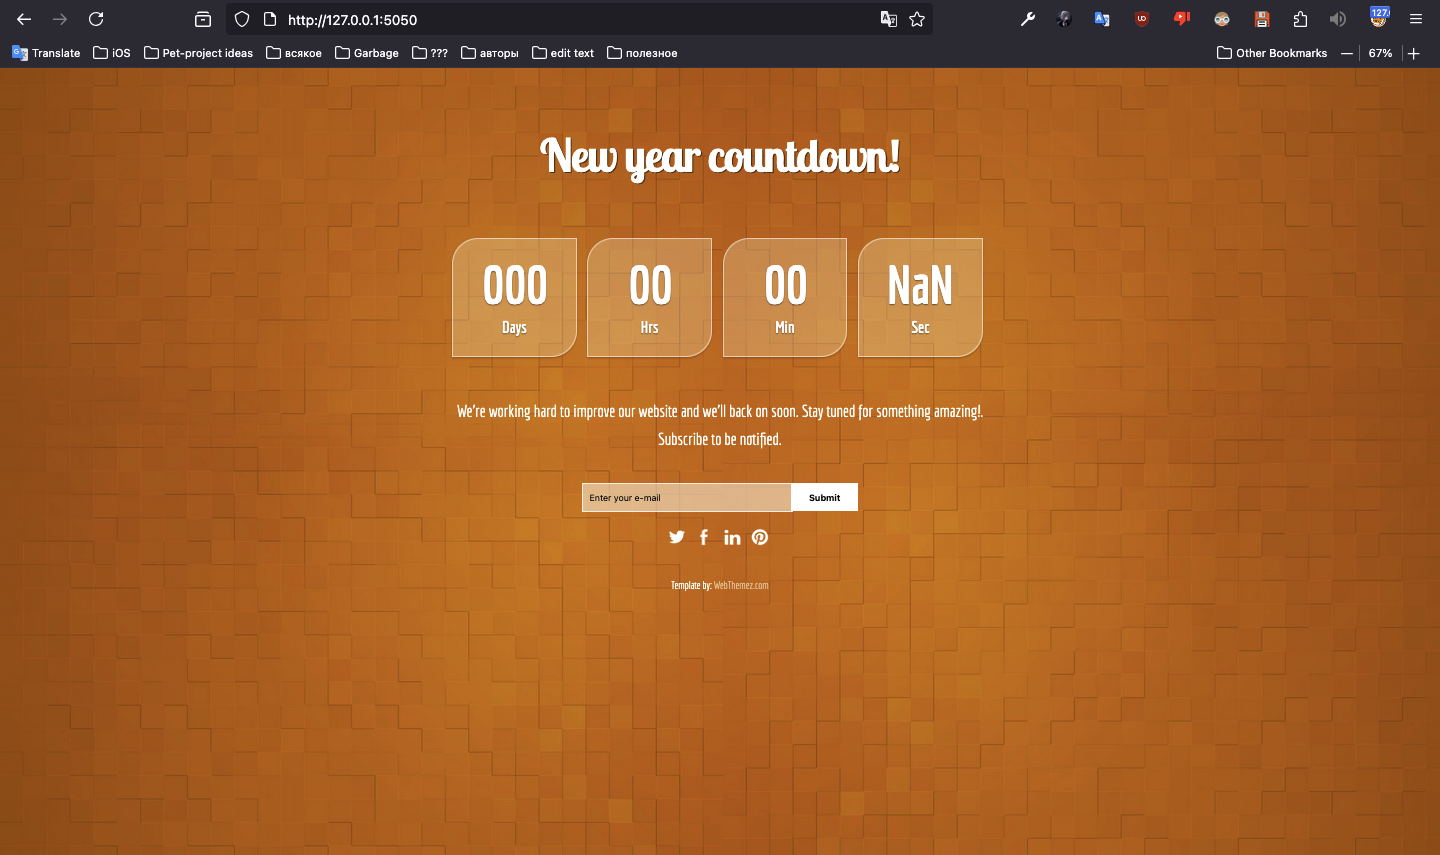 http://127.0.0.1:5050
Translate iOS Pet-project ideas всякое Garbage ??? авторы edit text полезное Other Bookmarks 67%
New year countdown!
000 00 00 NaN
Days Hrs Min Sec
We're working hard to improve our website and we'll back on soon. Stay tuned for something amazing!.
Subscribe to be notified.
Enter your e-mail Submit
Template by: WebThemez.com